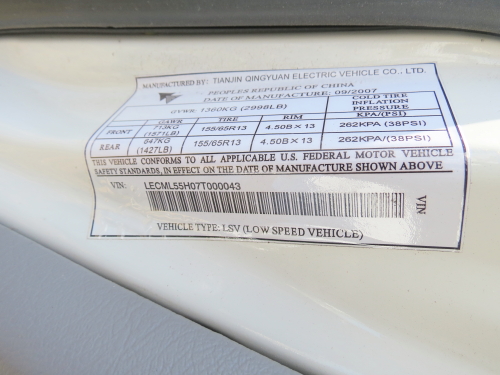 MANUFACTURED BY: TIANJIN QINGYUAN ELECTRIC VEHICLE CO., LTD.
PEOPLES REPUBLIC OF CHINA
DATE OF MANUFACTURE: 09/2007
GVWR 1360KG (2998LB)
GAWR TIRE RIM COLD TIRE INFLATION PRESSURE KPA/(PSI)
FRONT 713KG (1571LB) 155/65R13 4.50B×13 262KPA (38PSI)
REAR 647KG (1427LB) 155/65R13 4.50B×13 262KPA/(38PSI)
THIS VEHICLE CONFORMS TO ALL APPLICABLE U.S. FEDERAL MOTOR VEHICLE
SAFETY STANDARDS, IN EFFECT ON THE DATE OF MANUFACTURE SHOWN ABOVE
VIN: LECML55H07T000043
VIN
VEHICLE TYPE: LSV (LOW SPEED VEHICLE)